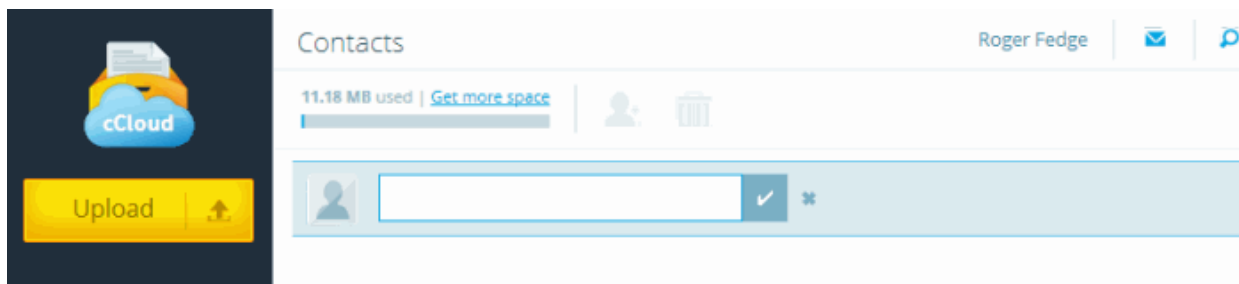 Contacts
Roger Fedge
11.18 MB used | Get more space
cCloud
Upload